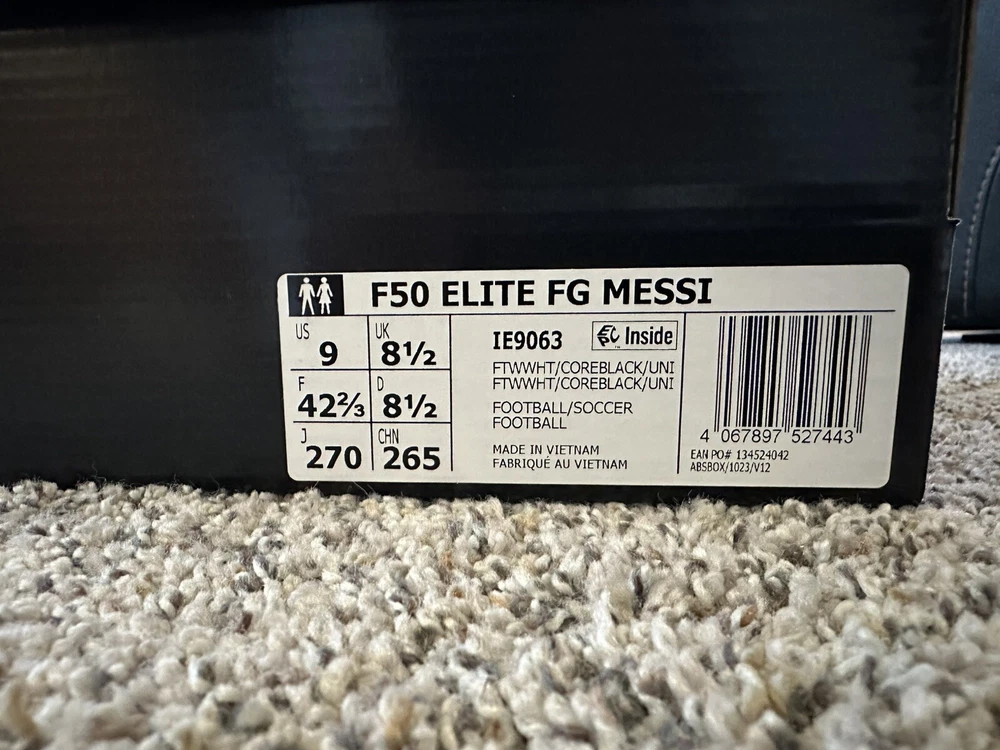 F50 ELITE FG MESSI
US 9 UK 8½
F 42⅔ D 8½
J 270 CHN 265
IE9063 Inside
FTWWHT/COREBLACK/UNI
FTWWHT/COREBLACK/UNI
FOOTBALL/SOCCER
FOOTBALL
MADE IN VIETNAM
FABRIQUÉ AU VIETNAM
4 067897 527443
EAN PO# 134524042
ABSBOX/1023/V12